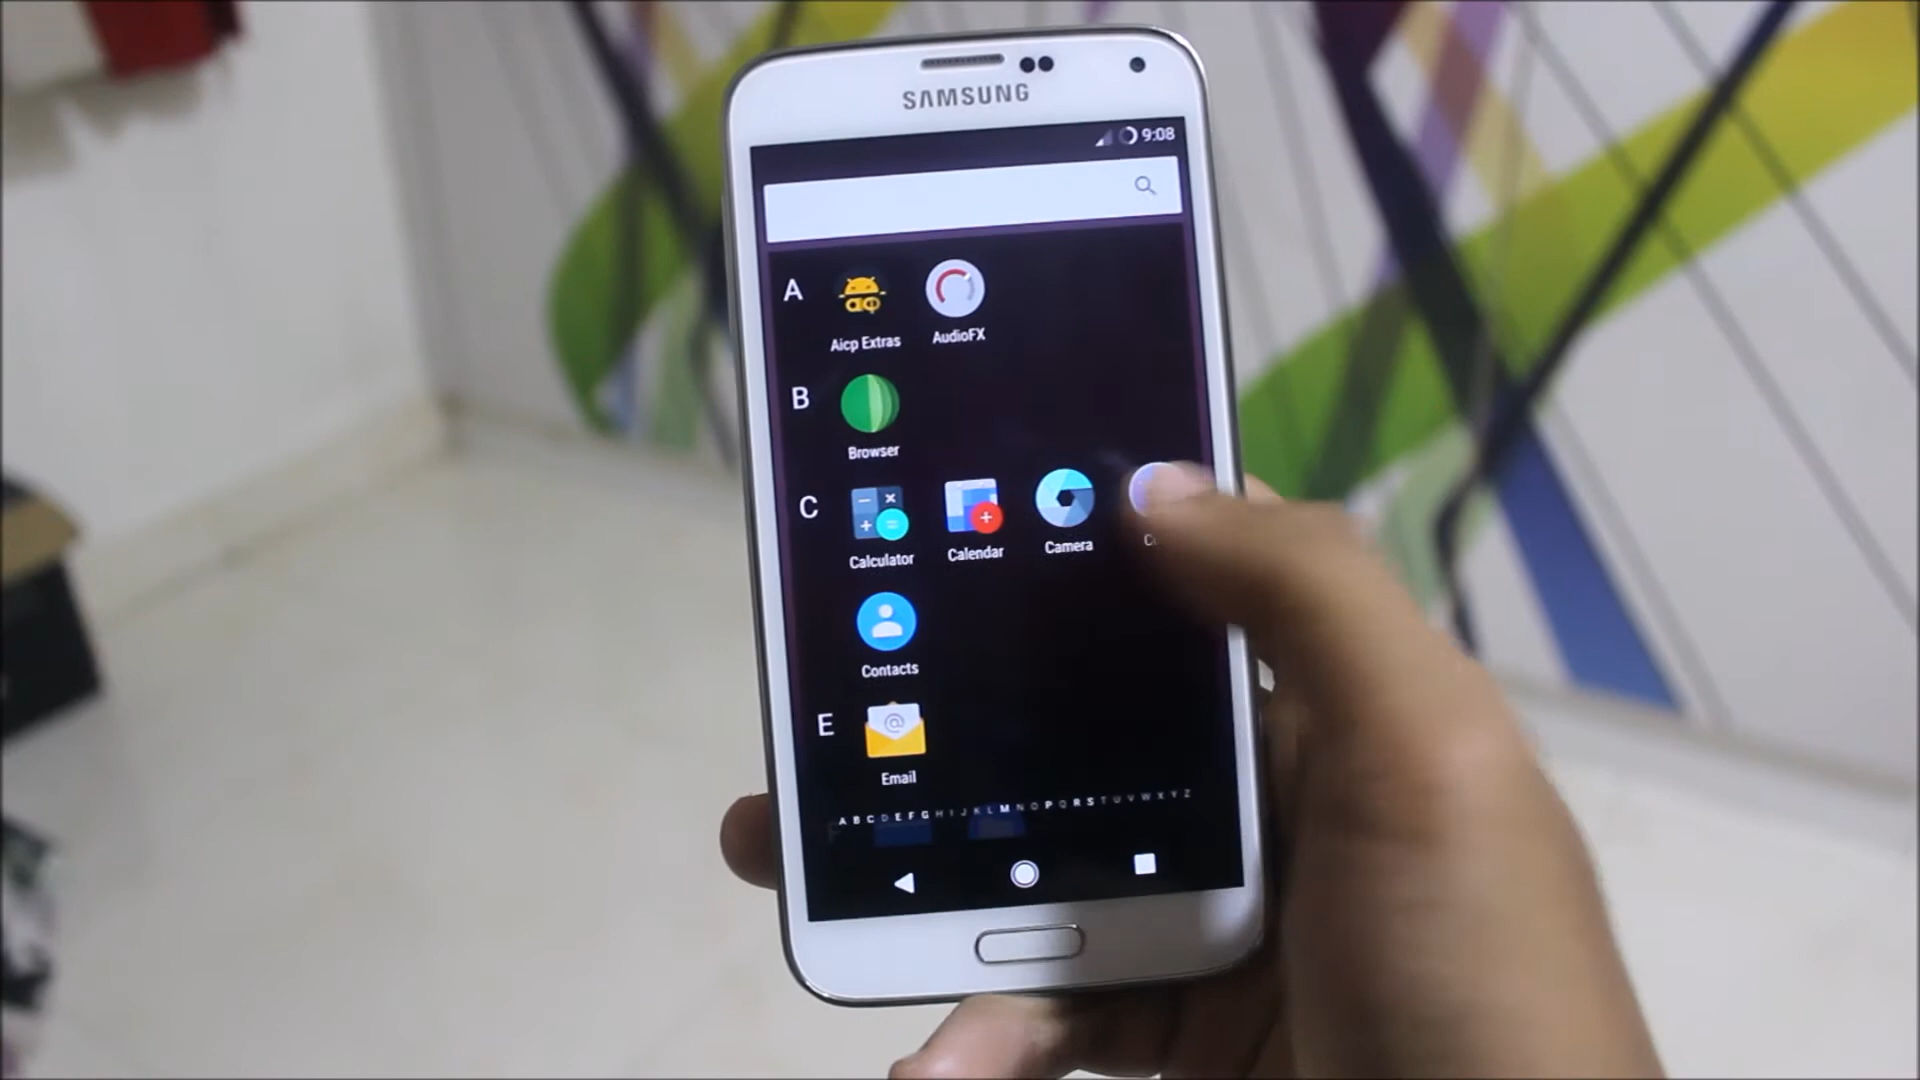 SAMSUNG
9:08
A
Aicp Extras
AudioFX
B
Browser
C
Calculator
Calendar
Camera
Contacts
E
Email
A B C D E F G H I J K L M N O P Q R S T U V W X Y Z